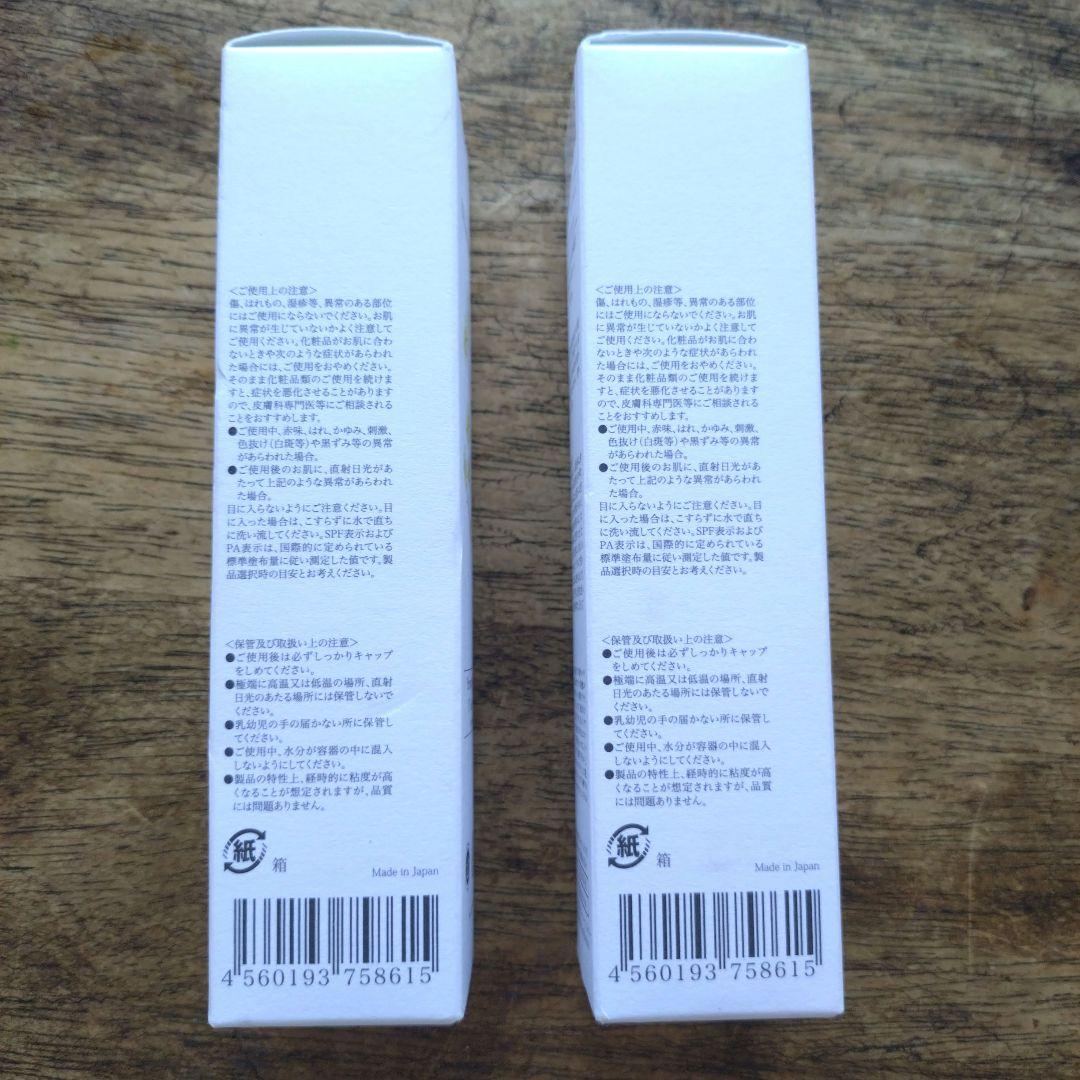 <ご使用上の注意>
傷、はれもの、湿疹等、異常のある部位
にはご使用にならないでください。お肌
に異常が生じていないかよく注意して
ご使用ください。化粧品がお肌に合わ
ないときや次のような症状があらわれ
た場合には、ご使用をおやめください。
そのまま化粧品類のご使用を続けま
すと、症状を悪化させることがあります
ので、皮膚科専門医等にご相談される
ことをおすすめします。
●ご使用中、赤味、はれ、かゆみ、刺激、
色抜け(白斑等)や黒ずみ等の異常
があらわれた場合。
●ご使用後のお肌に、直射日光があ
たって上記のような異常があらわれ
た場合。
目に入らないようにご注意ください。目
に入った場合は、こすらずに水で直ち
に洗い流してください。SPF表示および
PA表示は、国際的に定められている
標準塗布量に従い測定した値です。製
品選択時の目安とお考えください。
<保管及び取扱い上の注意>
●ご使用後は必ずしっかりキャップ
をしめてください。
●極端に高温又は低温の場所、直射
日光のあたる場所には保管しないで
ください。
●乳幼児の手の届かない所に保管し
てください。
●ご使用中、水分が容器の中に混入
しないようにしてください。
●製品の特性上、経時的に粘度が高
くなることが想定されますが、品質
には問題ありません。
紙 箱
Made in Japan
4 560193 758615
<ご使用上の注意>
傷、はれもの、湿疹等、異常のある部位
にはご使用にならないでください。お肌
に異常が生じていないかよく注意して
ご使用ください。化粧品がお肌に合わ
ないときや次のような症状があらわれ
た場合には、ご使用をおやめください。
そのまま化粧品類のご使用を続けま
すと、症状を悪化させることがあります
ので、皮膚科専門医等にご相談される
ことをおすすめします。
●ご使用中、赤味、はれ、かゆみ、刺激、
色抜け(白斑等)や黒ずみ等の異常
があらわれた場合。
●ご使用後のお肌に、直射日光があ
たって上記のような異常があらわれ
た場合。
目に入らないようにご注意ください。目
に入った場合は、こすらずに水で直ち
に洗い流してください。SPF表示および
PA表示は、国際的に定められている
標準塗布量に従い測定した値です。製
品選択時の目安とお考えください。
<保管及び取扱い上の注意>
●ご使用後は必ずしっかりキャップ
をしめてください。
●極端に高温又は低温の場所、直射
日光のあたる場所には保管しないで
ください。
●乳幼児の手の届かない所に保管し
てください。
●ご使用中、水分が容器の中に混入
しないようにしてください。
●製品の特性上、経時的に粘度が高
くなることが想定されますが、品質
には問題ありません。
紙 箱
Made in Japan
4 560193 758615